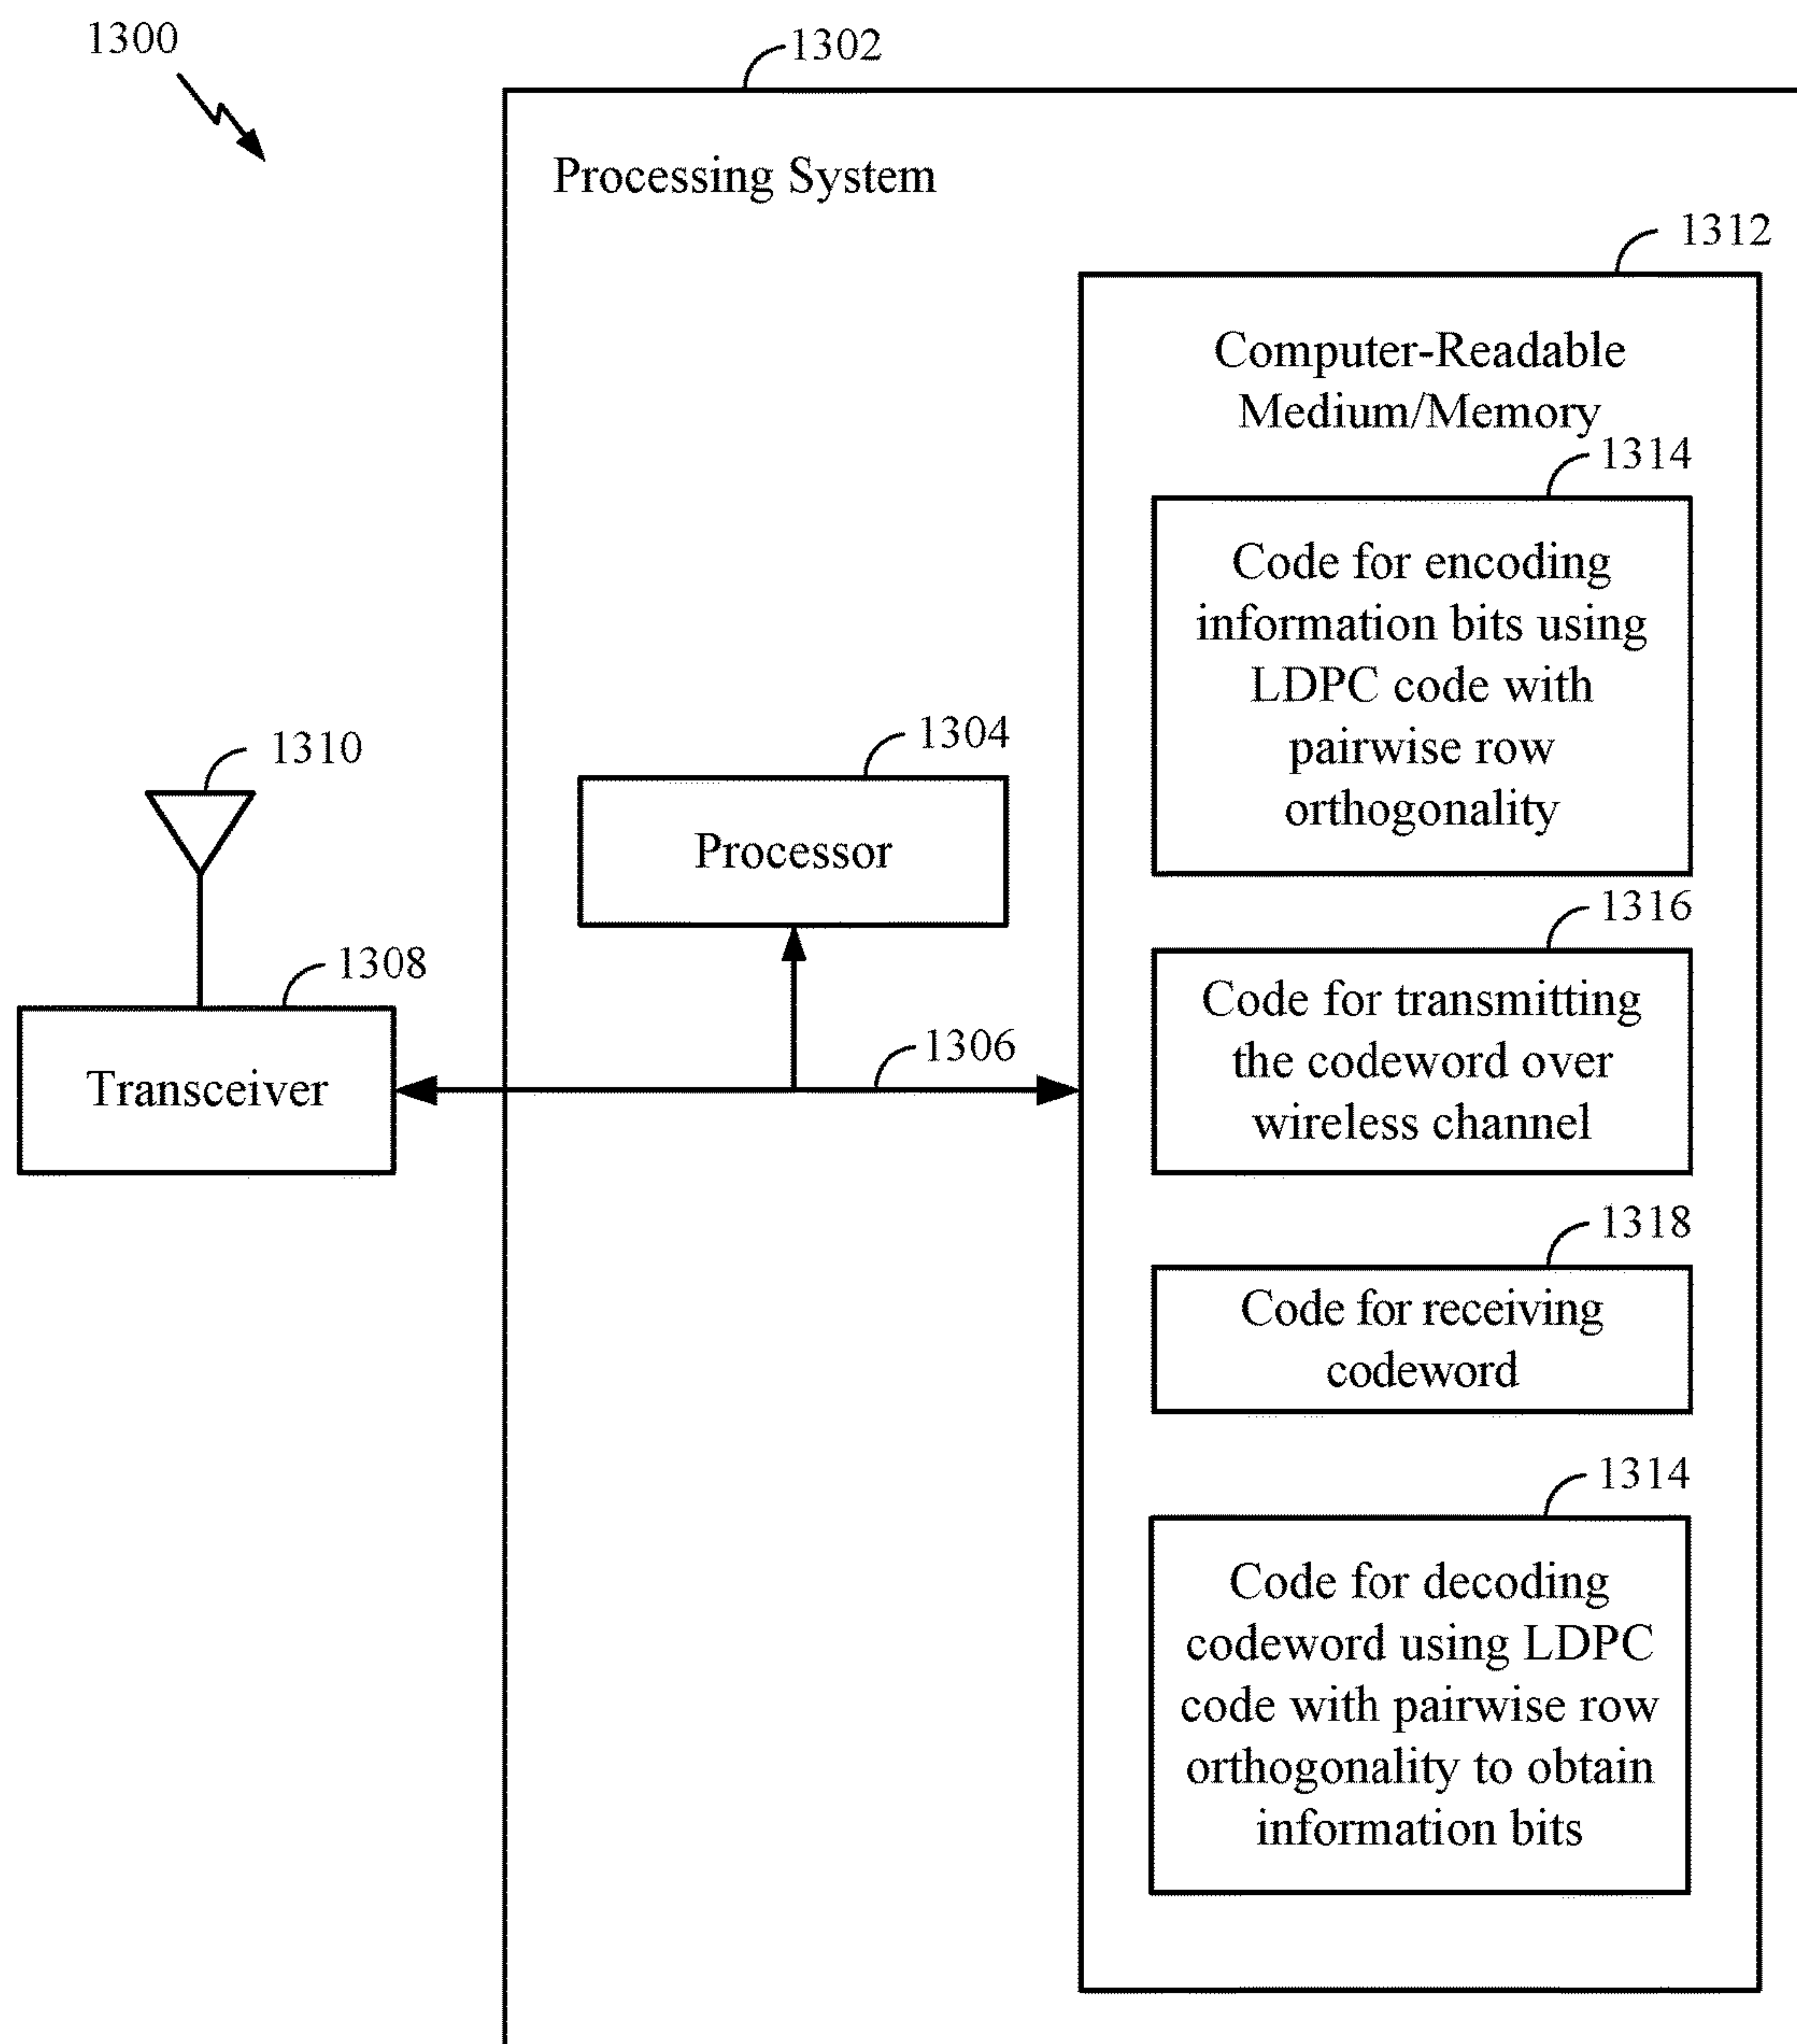 1300
1302
Processing System
1312
Computer-Readable
Medium/Memory
1314
Code for encoding
information bits using
LDPC code with
pairwise row
orthogonality
1304
Processor
1310
1316
Code for transmitting
the codeword over
wireless channel
1308
Transceiver
1306
1318
Code for receiving
codeword
1314
Code for decoding
codeword using LDPC
code with pairwise row
orthogonality to obtain
information bits